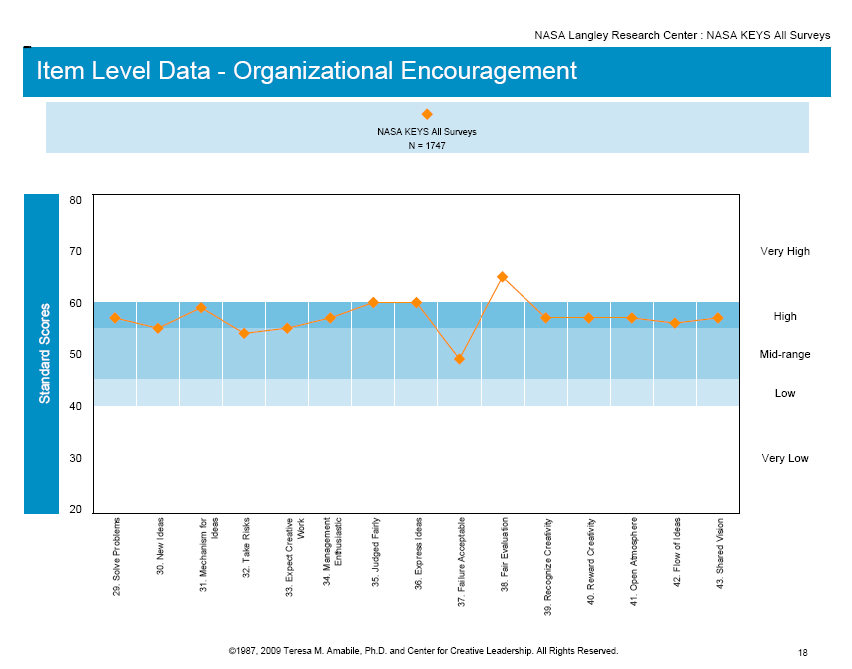 NASA Langley Research Center : NASA KEYS All Surveys
Item Level Data - Organizational Encouragement
NASA KEYS All Surveys
N = 1747
Standard Scores
80
70
60
50
40
30
20
Very High
High
Mid-range
Low
Very Low
29. Solve Problems
30. New Ideas
31. Mechanism for
Ideas
32. Take Risks
33. Expect Creative
Work
34. Management
Enthusiastic
35. Judged Fairly
36. Express Ideas
37. Failure Acceptable
38. Fair Evaluation
39. Recognize Creativity
40. Reward Creativity
41. Open Atmosphere
42. Flow of Ideas
43. Shared Vision
©1987, 2009 Teresa M. Amabile, Ph.D. and Center for Creative Leadership. All Rights Reserved.
18